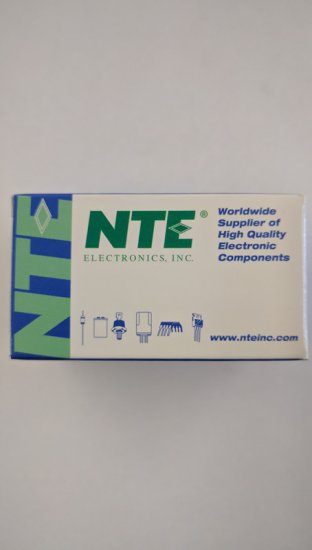 NTE
NTE®
ELECTRONICS, INC.
Worldwide
Supplier of
High Quality
Electronic
Components
www.nteinc.com